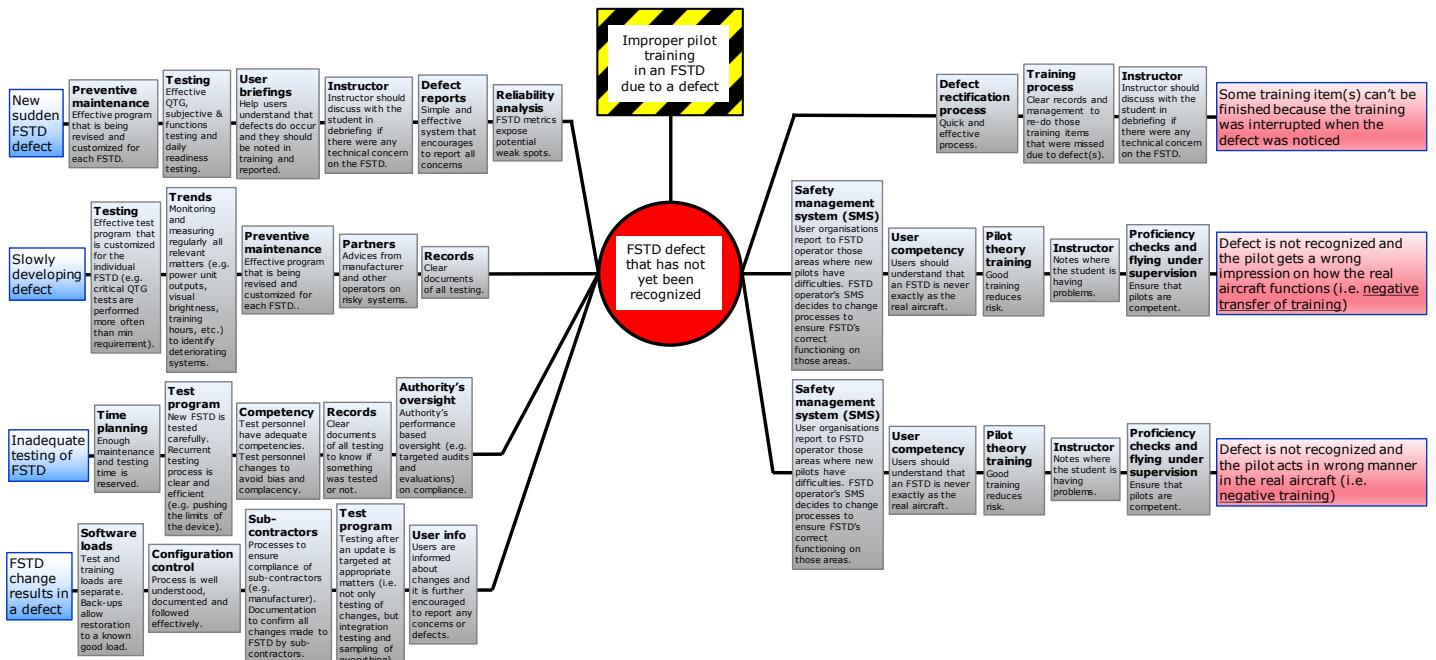 Improper pilot
training
in an FSTD
due to a defect
New
sudden
FSTD
defect
Preventive
maintenance
Effective program
that is being
revised and
customized for
each FSTD.
Testing
Effective
QTG,
subjective &
functions
testing and
daily
readiness
testing.
User
briefings
Help users
understand that
defects do occur
and they should
be noted in
training and
reported.
Instructor
Instructor should
discuss with the
student in
debriefing if
there were any
technical concern
on the FSTD.
Defect
reports
Simple and
effective
system that
encourages
to report all
concerns
Reliability
analysis
FSTD metrics
expose
potential
weak spots.
Defect
rectification
process
Quick and
effective
process.
Training
process
Clear records and
management to
re-do those
training items
that were missed
due to defect(s).
Instructor
Instructor should
discuss with the
student in
debriefing if
there were any
technical concern
on the FSTD.
Some training item(s) can't be
finished because the training
was interrupted when the
defect was noticed
Slowly
developing
defect
Testing
Effective test
program that
is customized
for the
individual
FSTD (e.g.
critical QTG
tests are
performed
more often
than min
requirement).
Trends
Monitoring
and
measuring
regularly all
relevant
matters (e.g.
power unit
outputs,
visual
brightness,
training
hours, etc.)
to identify
deteriorating
systems.
Preventive
maintenance
Effective program
that is being
revised and
customized for
each FSTD..
Partners
Advices from
manufacturer
and other
operators on
risky systems.
Records
Clear
documents
of all testing.
FSTD defect
that has not
yet been
recognized
Safety
management
system (SMS)
User organisations
report to FSTD
operator those
areas where new
pilots have
difficulties. FSTD
operator's SMS
decides to change
processes to
ensure FSTD's
correct
functioning on
those areas.
User
competency
Users should
understand that
an FSTD is never
exactly as the
real aircraft.
Pilot
theory
training
Good
training
reduces
risk.
Instructor
Notes where
the student is
having
problems.
Proficiency
checks and
flying under
supervision
Ensure that
pilots are
competent.
Defect is not recognized and
the pilot gets a wrong
impression on how the real
aircraft functions (i.e. negative
transfer of training)
Inadequate
testing of
FSTD
Time
planning
Enough
maintenance
and testing
time is
reserved.
Test
program
New FSTD is
tested
carefully.
Recurrent
testing
process is
clear and
efficient
(e.g. pushing
the limits of
the device).
Competency
Test personnel
have adequate
competencies.
Test personnel
changes to
avoid bias and
complacency.
Records
Clear
documents
of all testing
to know if
something
was tested
or not.
Authority's
oversight
Authority's
performance
based
oversight (e.g.
targeted audits
and
evaluations)
on compliance.
Safety
management
system (SMS)
User organisations
report to FSTD
operator those
areas where new
pilots have
difficulties. FSTD
operator's SMS
decides to change
processes to
ensure FSTD's
correct
functioning on
those areas.
User
competency
Users should
understand that
an FSTD is never
exactly as the
real aircraft.
Pilot
theory
training
Good
training
reduces
risk.
Instructor
Notes where
the student is
having
problems.
Proficiency
checks and
flying under
supervision
Ensure that
pilots are
competent.
Defect is not recognized and
the pilot acts in wrong manner
in the real aircraft (i.e.
negative training)
FSTD
change
results in
a defect
Software
loads
Test and
training
loads are
separate.
Back-ups
allow
restoration
to a known
good load.
Configuration
control
Process is well
understood,
documented and
followed
effectively.
Sub-
contractors
Processes to
ensure
compliance of
sub-contractors
(e.g.
manufacturer).
Documentation
to confirm all
changes made to
FSTD by sub-
contractors.
Test
program
Testing after
an update is
targeted at
appropriate
matters (i.e.
not only
testing of
changes, but
integration
testing and
sampling of
everything)
User info
Users are
informed
about
changes and
it is further
encouraged
to report any
concerns or
defects.